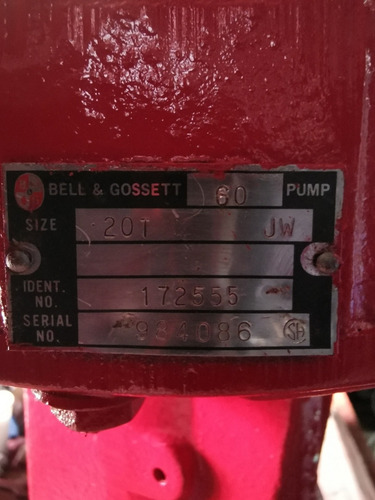 BELL & GOSSETT 60 PUMP
SIZE 20T JW
IDENT. NO. 172555
SERIAL NO.